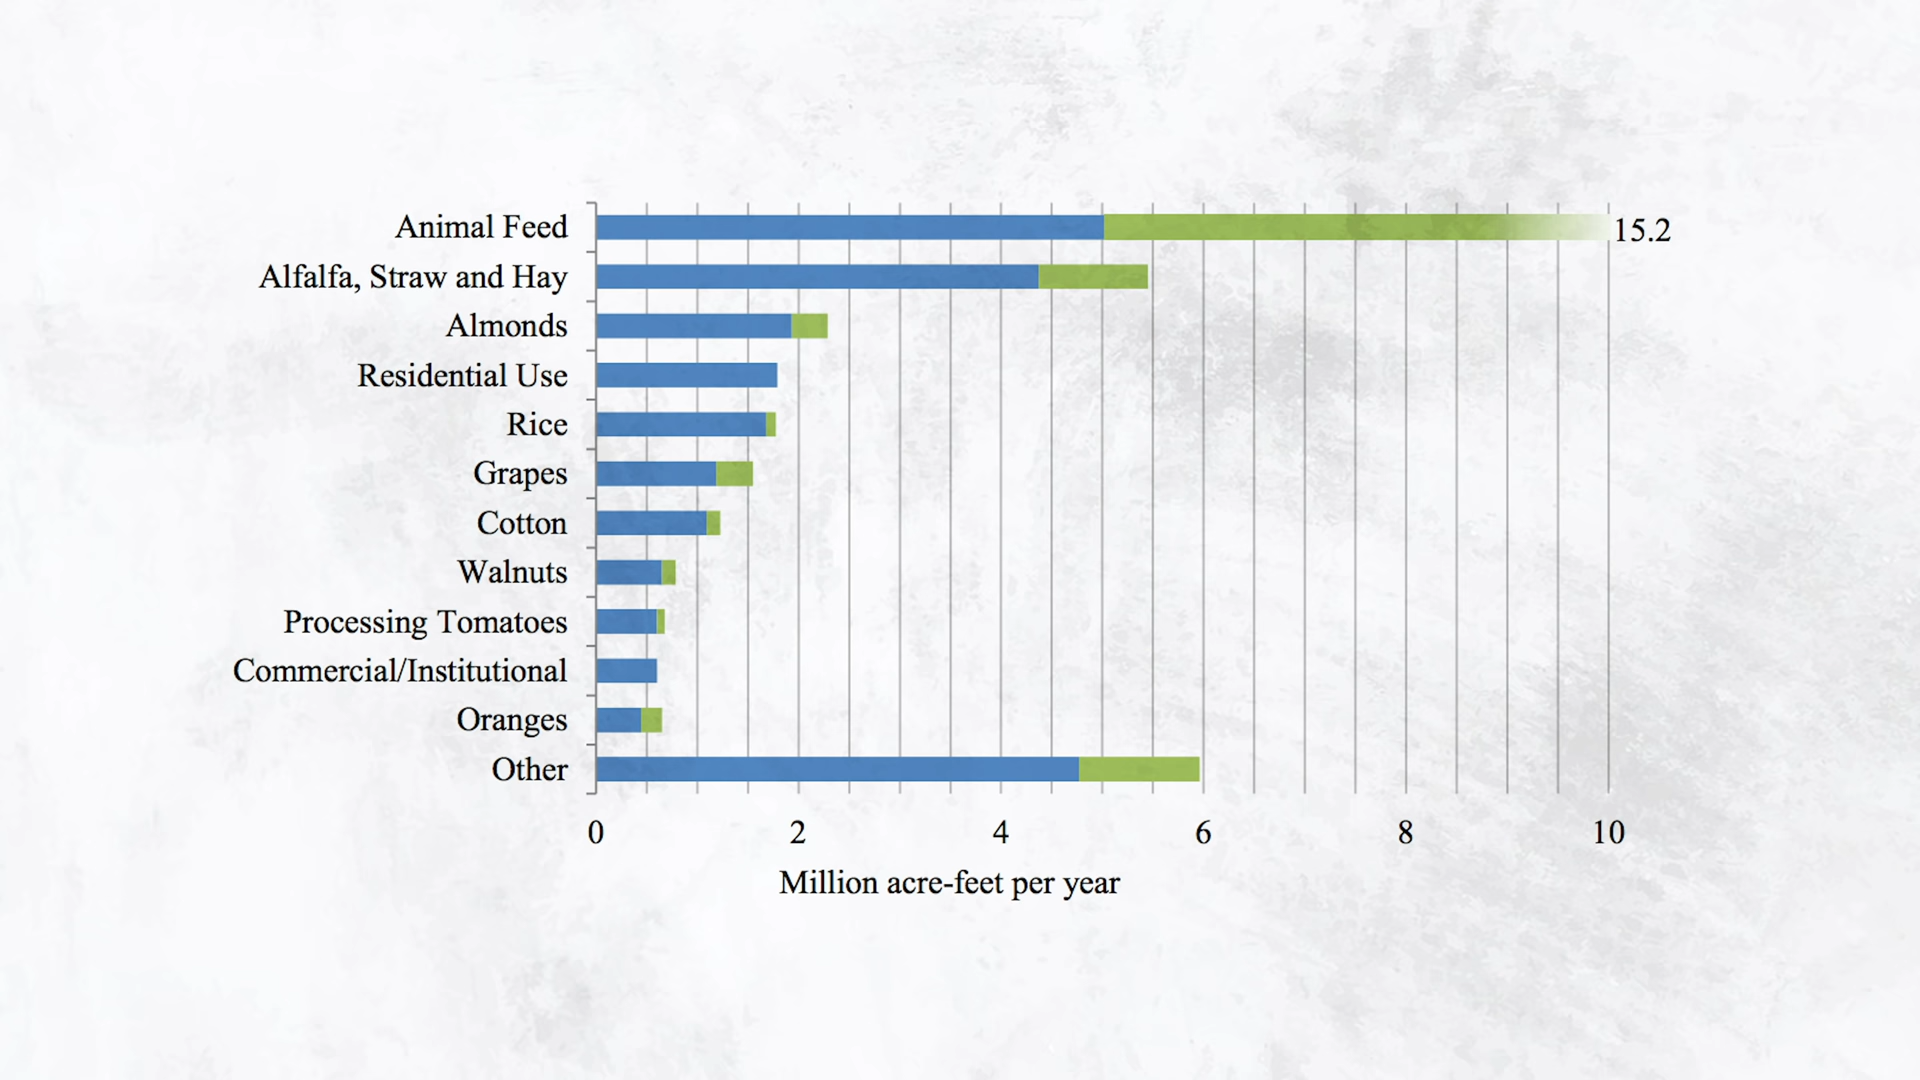 Animal Feed
15.2
Alfalfa, Straw and Hay
Almonds
Residential Use
Rice
Grapes
Cotton
Walnuts
Processing Tomatoes
Commercial/Institutional
Oranges
Other
0 2 4 6 8 10
Million acre-feet per year